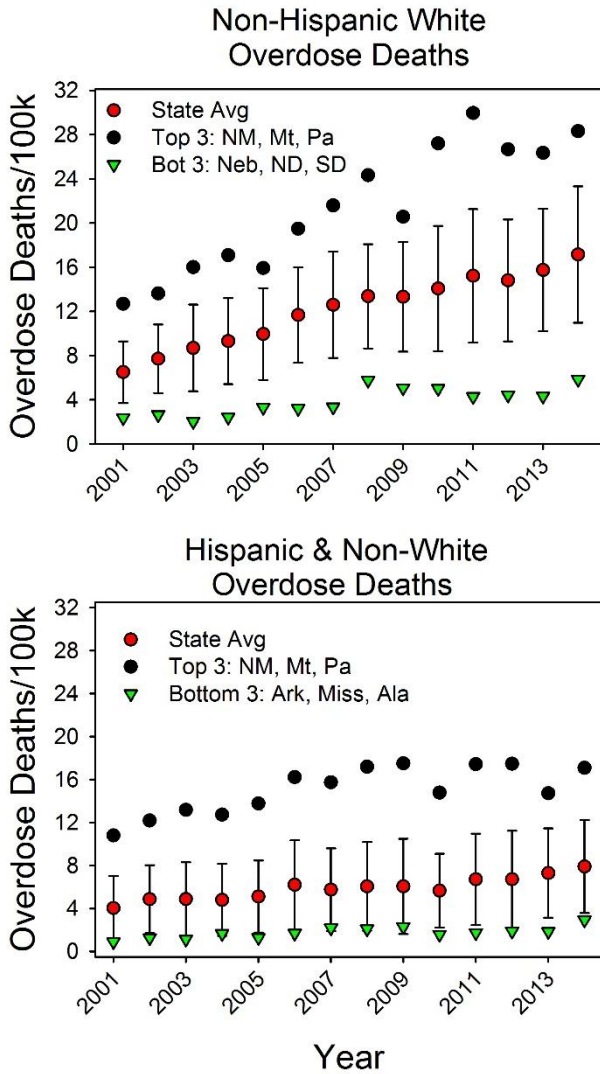 Non-Hispanic White
Overdose Deaths
Overdose Deaths/100k
32
28
24
20
16
12
8
4
0
State Avg
Top 3: NM, Mt, Pa
Bot 3: Neb, ND, SD
2001
2003
2005
2007
2009
2011
2013
Hispanic & Non-White
Overdose Deaths
Overdose Deaths/100k
32
28
24
20
16
12
8
4
0
State Avg
Top 3: NM, Mt, Pa
Bottom 3: Ark, Miss, Ala
2001
2003
2005
2007
2009
2011
2013
Year